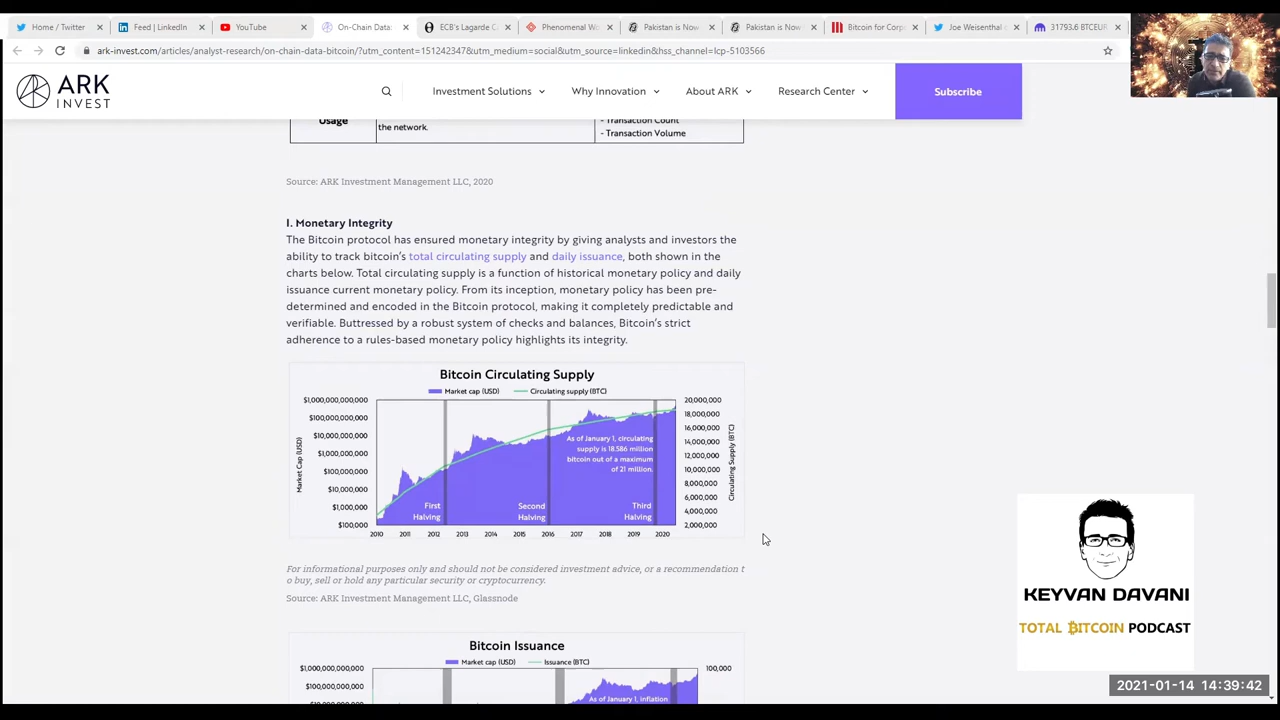 Home / Twitter
Feed | LinkedIn
YouTube
On-Chain Data:
ECB's Lagarde C
Phenomenal Wo
Pakistan is Now
Pakistan is Now
Bitcoin for Corp
Joe Weisenthal
31793.6 BTCEUR
ark-invest.com/articles/analyst-research/on-chain-data-bitcoin/?utm_content=151242347&utm_medium=social&utm_source=linkedin&hss_channel=lcp-5103566
ARK
INVEST
Investment Solutions
Why Innovation
About ARK
Research Center
Subscribe
Usage
the network.
- Transaction Count
- Transaction Volume
Source: ARK Investment Management LLC, 2020
I. Monetary Integrity
The Bitcoin protocol has ensured monetary integrity by giving analysts and investors the
ability to track bitcoin's total circulating supply and daily issuance, both shown in the
charts below. Total circulating supply is a function of historical monetary policy and daily
issuance current monetary policy. From its inception, monetary policy has been pre-
determined and encoded in the Bitcoin protocol, making it completely predictable and
verifiable. Buttressed by a robust system of checks and balances, Bitcoin's strict
adherence to a rules-based monetary policy highlights its integrity.
Bitcoin Circulating Supply
Market cap (USD)
Circulating supply (BTC)
$1,000,000,000,000
$100,000,000,000
$10,000,000,000
$1,000,000,000
$100,000,000
$10,000,000
$1,000,000
$100,000
Market Cap (USD)
20,000,000
18,000,000
16,000,000
14,000,000
12,000,000
10,000,000
8,000,000
6,000,000
4,000,000
2,000,000
Circulating Supply (BTC)
As of January 1, circulating
supply is 18.586 million
bitcoin out of a maximum
of 21 million.
First
Halving
Second
Halving
Third
Halving
2010 2011 2012 2013 2014 2015 2016 2017 2018 2019 2020
For informational purposes only and should not be considered investment advice, or a recommendation t
o buy, sell or hold any particular security or cryptocurrency.
Source: ARK Investment Management LLC, Glassnode
Bitcoin Issuance
Market cap (USD)
Issuance (BTC)
$1,000,000,000,000
$100,000,000,000
100,000
As of January 1, inflation
KEYVAN DAVANI
TOTAL BITCOIN PODCAST
2021-01-14 14:39:42